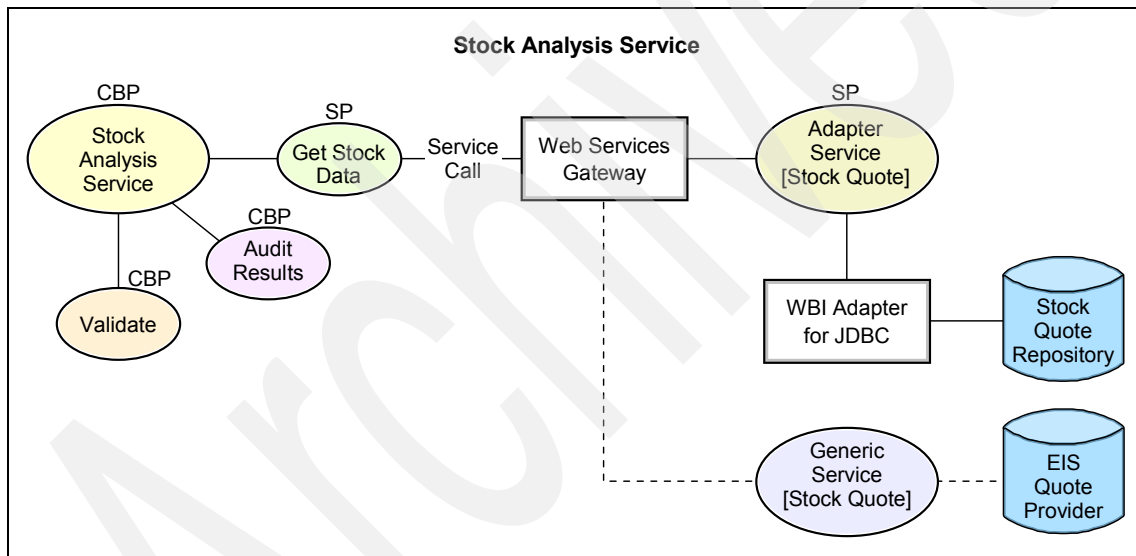 Stock Analysis Service
CBP
Stock
Analysis
Service
SP
Get Stock
Data
Service
Call
Web Services
Gateway
SP
Adapter
Service
[Stock Quote]
CBP
Audit
Results
CBP
Validate
WBI Adapter
for JDBC
Stock
Quote
Repository
Generic
Service
[Stock Quote]
EIS
Quote
Provider
Archive